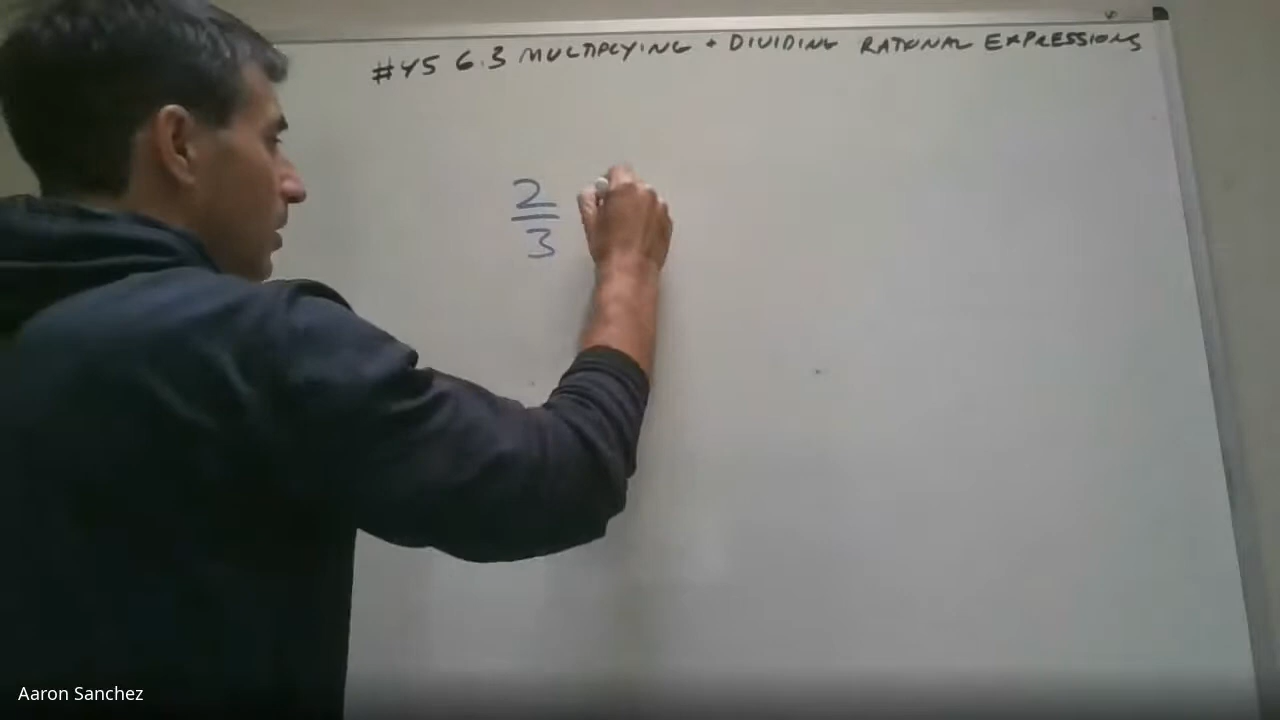 #45 6.3 MULTIPLYING + DIVIDING RATIONAL EXPRESSIONS
2
3
Aaron Sanchez